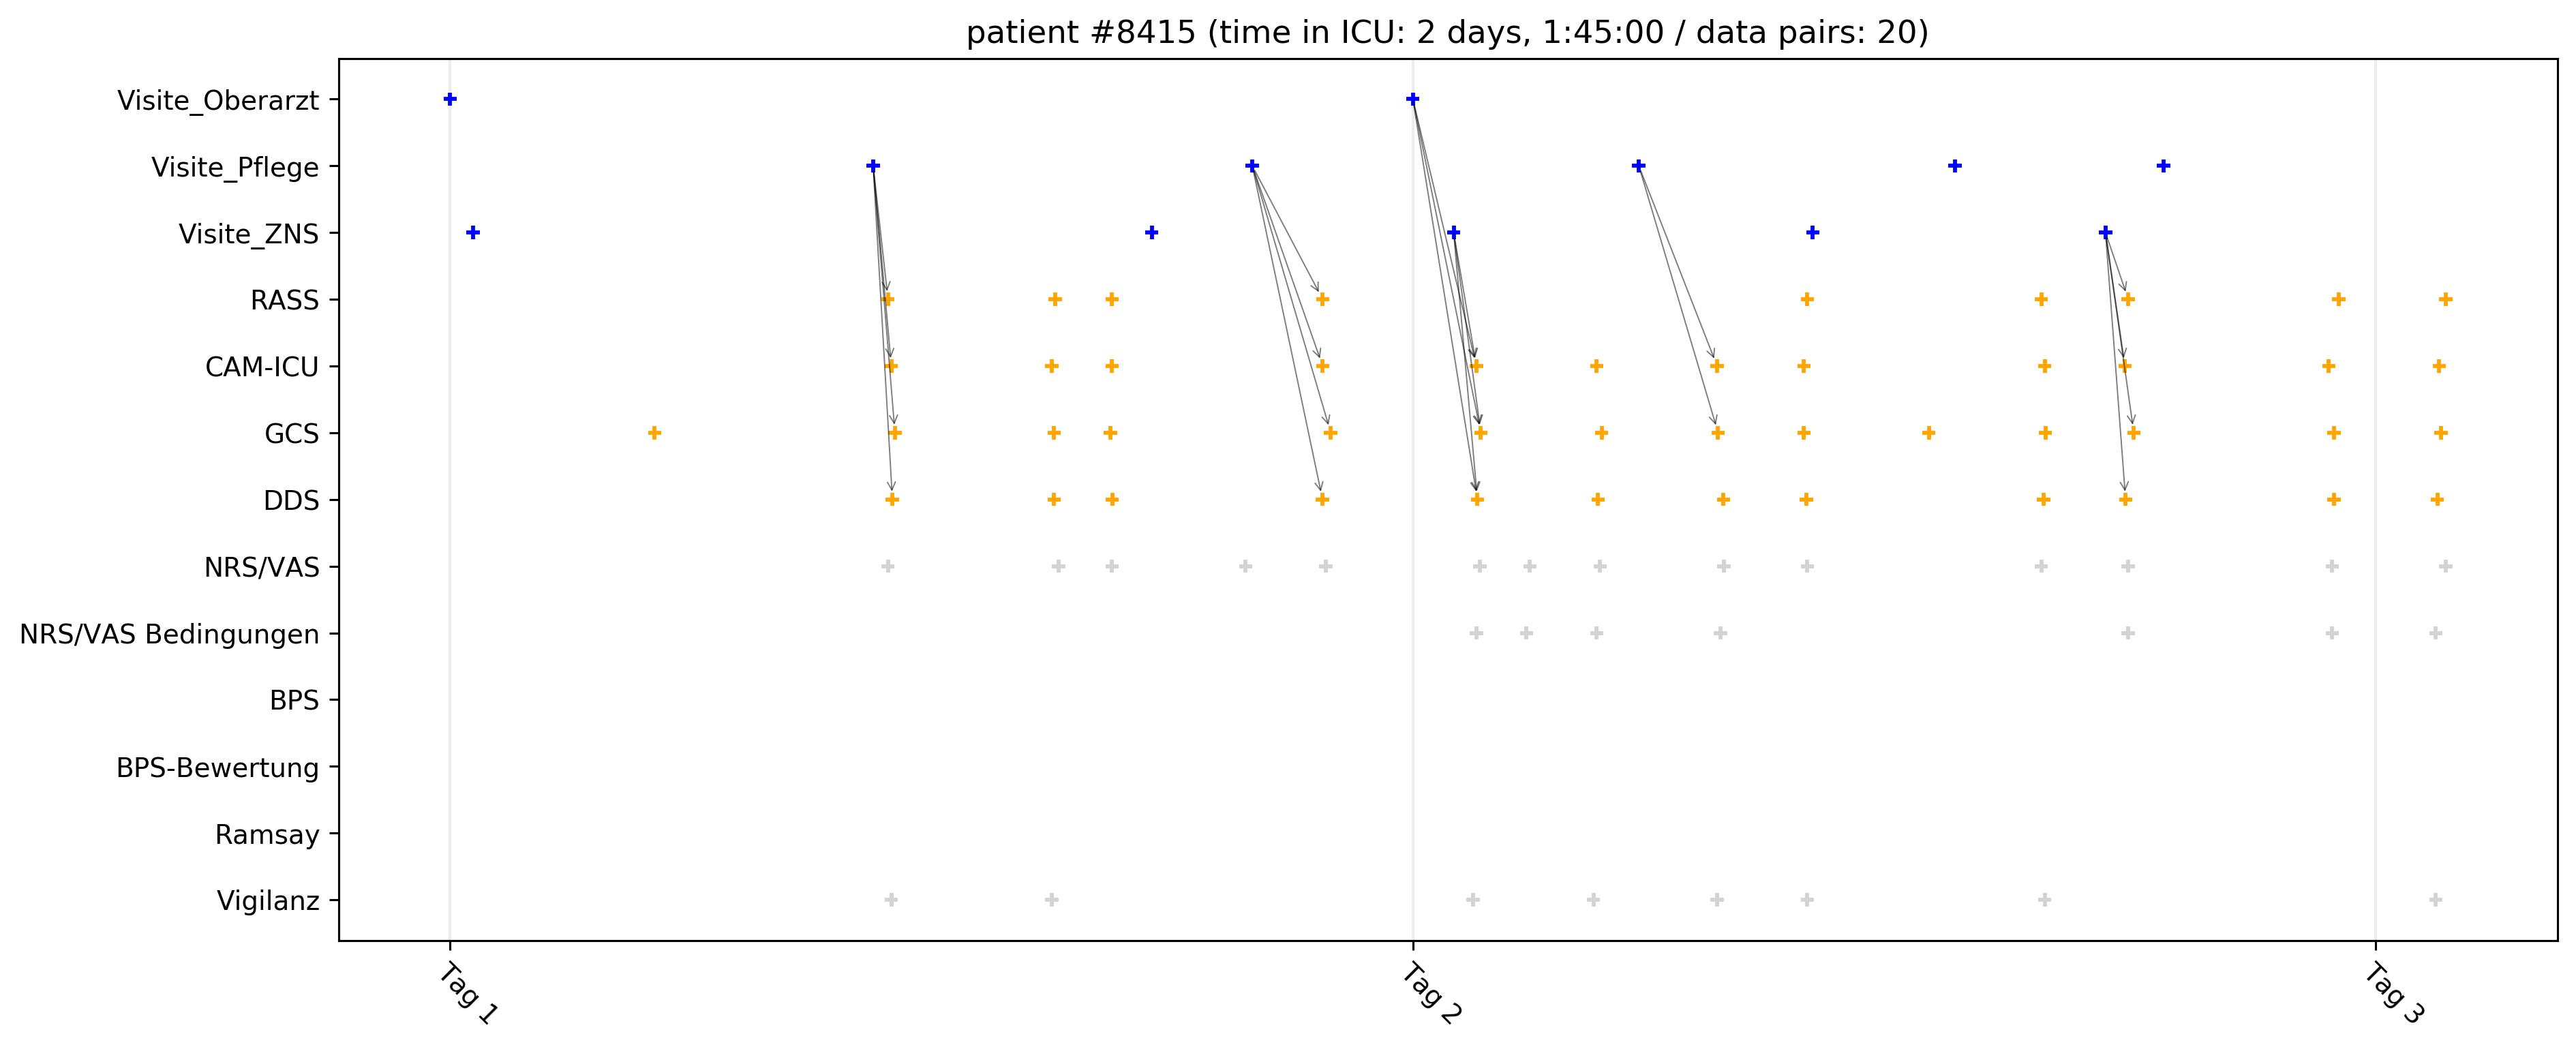 patient #8415 (time in ICU: 2 days, 1:45:00 / data pairs: 20)
Visite_Oberarzt
Visite_Pflege
Visite_ZNS
RASS
CAM-ICU
GCS
DDS
NRS/VAS
NRS/VAS Bedingungen
BPS
BPS-Bewertung
Ramsay
Vigilanz
Tag 1
Tag 2
Tag 3